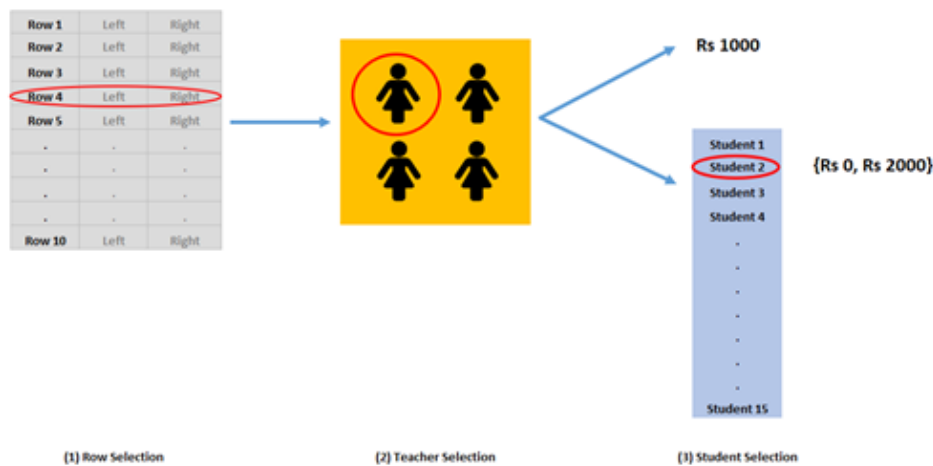 Row 1 Left Right
Row 2 Left Right
Row 3 Left Right
Row 4 Left Right
Row 5 Left Right
. . .
. . .
. . .
. . .
Row 10 Left Right
Rs 1000
Student 1
Student 2
Student 3
Student 4
.
.
.
.
.
.
.
Student 15
{Rs 0, Rs 2000}
(1) Row Selection
(2) Teacher Selection
(3) Student Selection